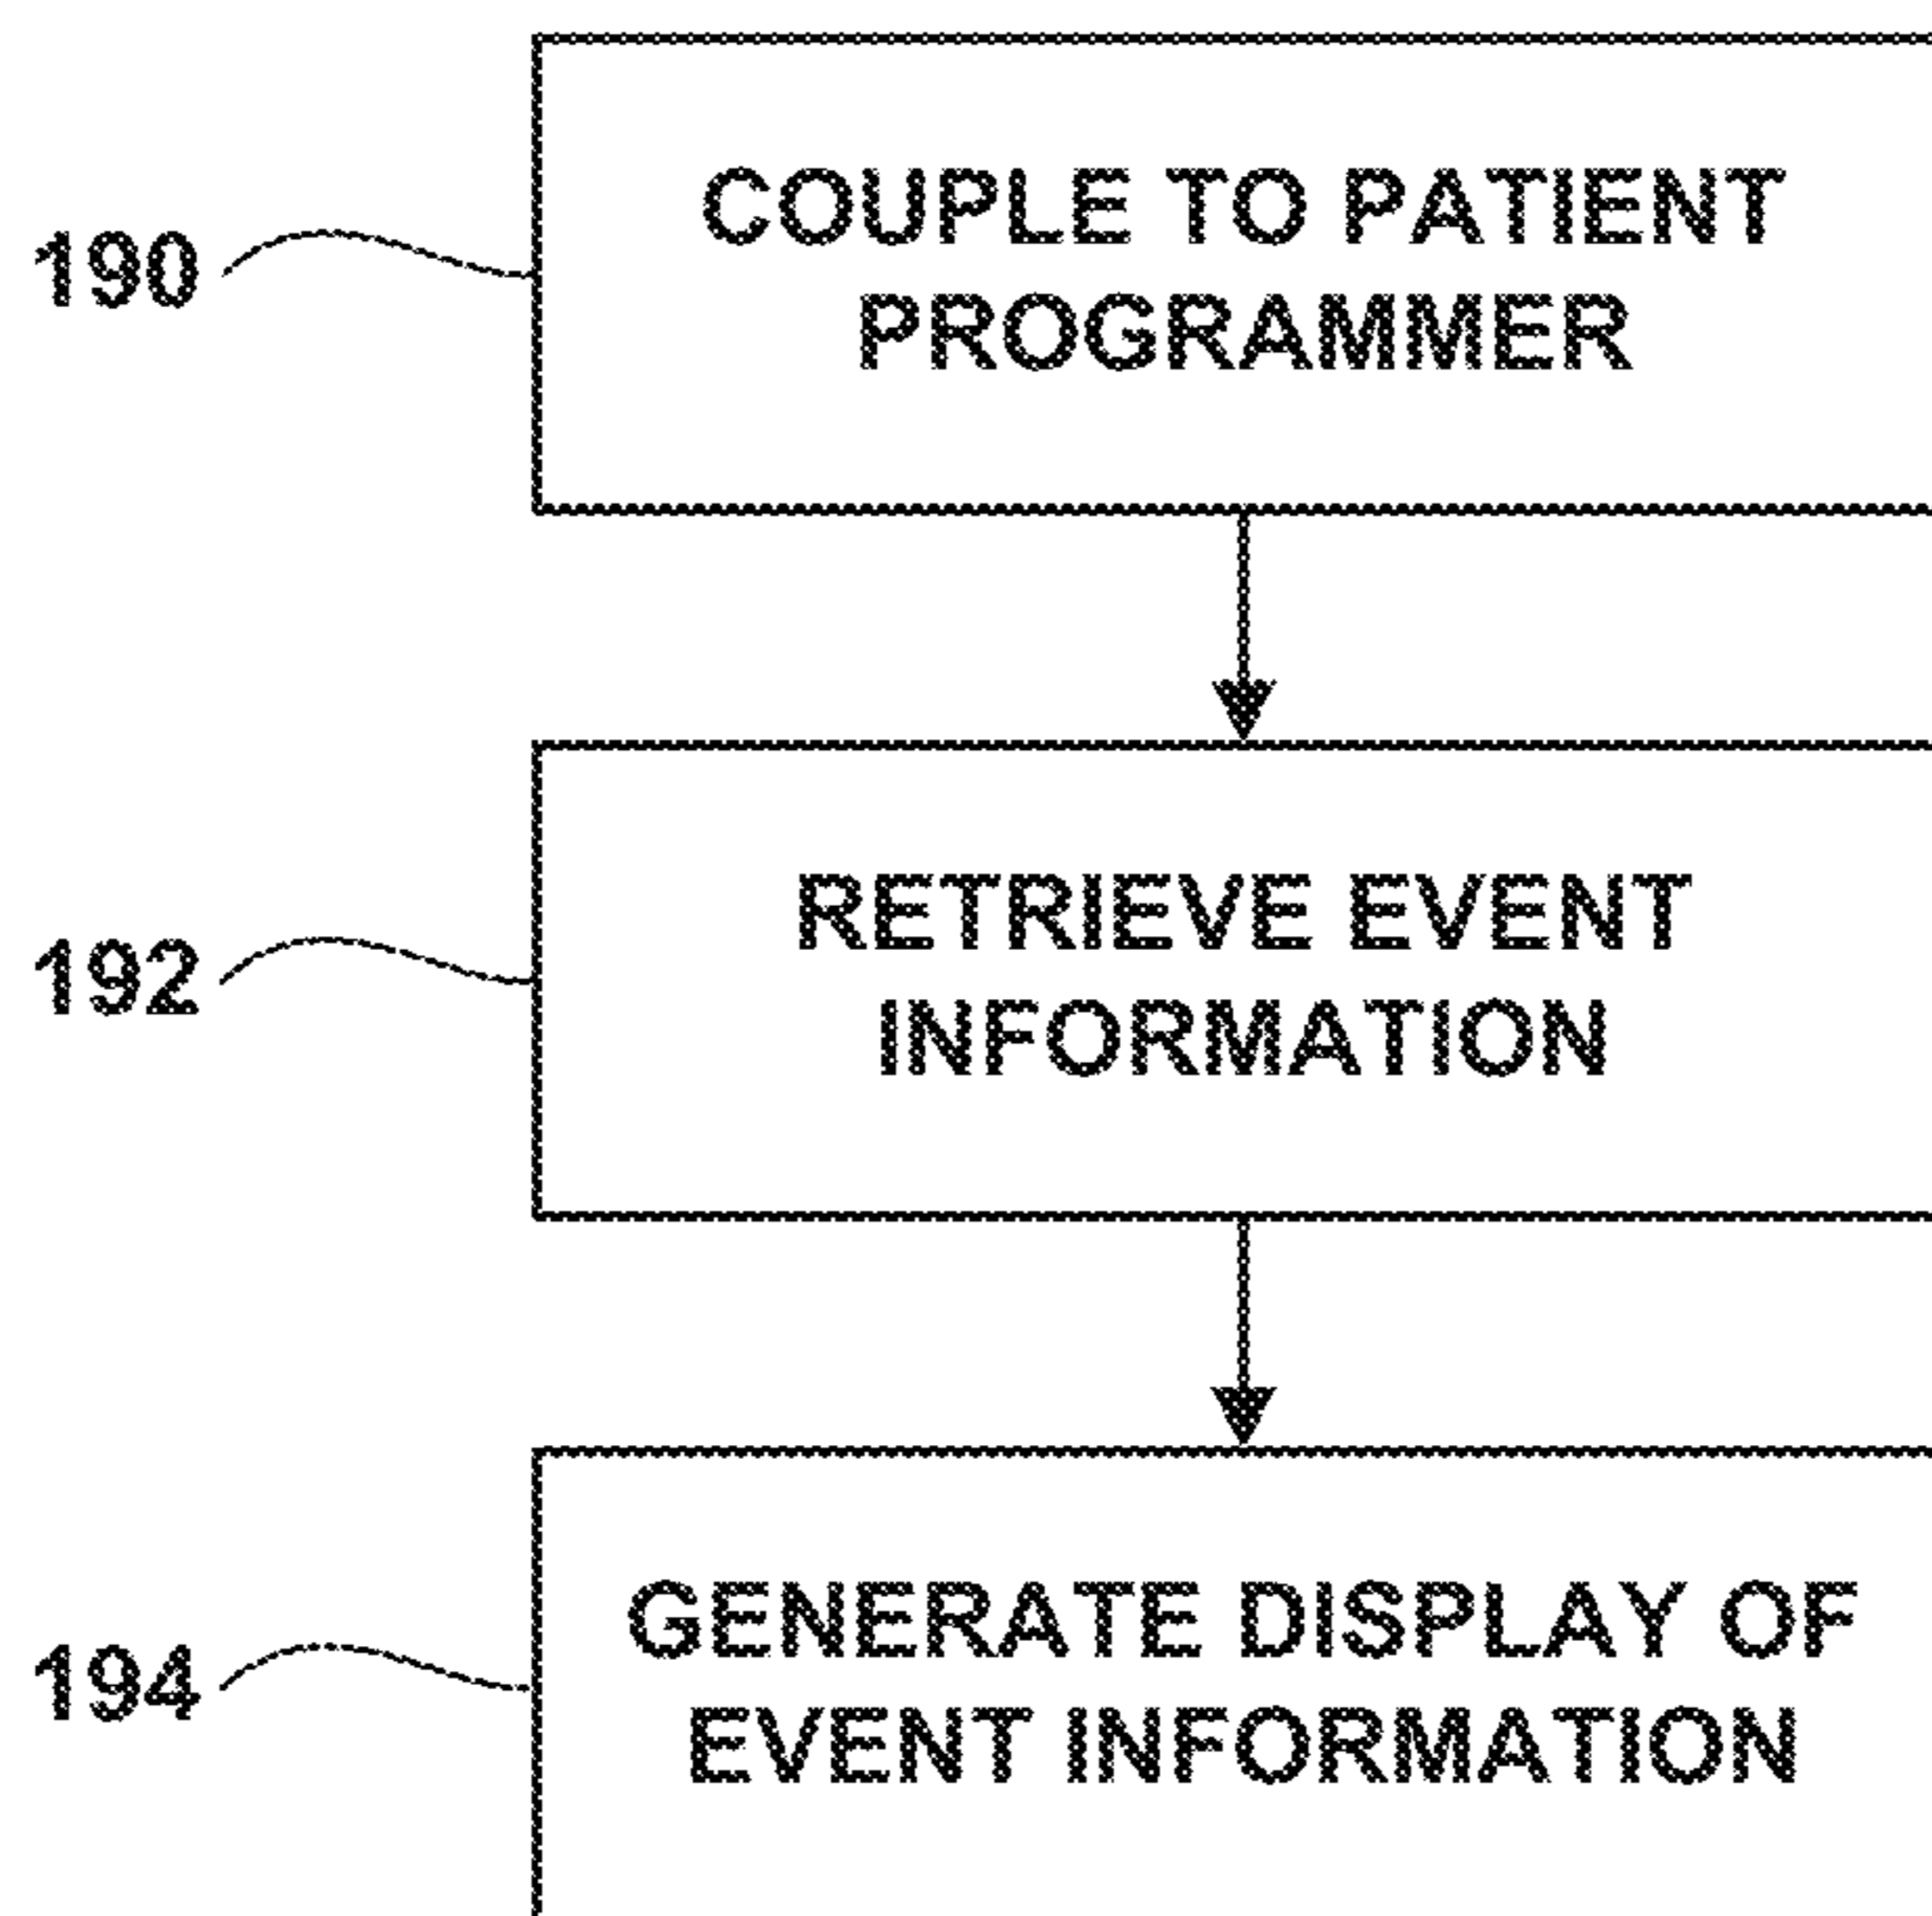 190
COUPLE TO PATIENT
PROGRAMMER
192
RETRIEVE EVENT
INFORMATION
194
GENERATE DISPLAY OF
EVENT INFORMATION